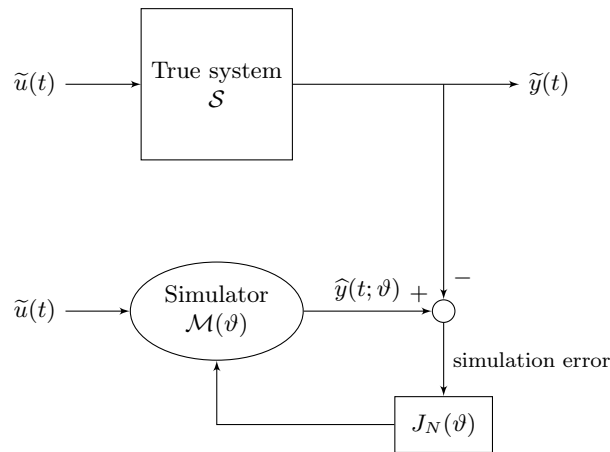 True system
ũ(t) 𝒮 ỹ(t)
−
ŷ(t; ϑ) +
Simulator
ũ(t) ℳ(ϑ)
simulation error
J_N(ϑ)